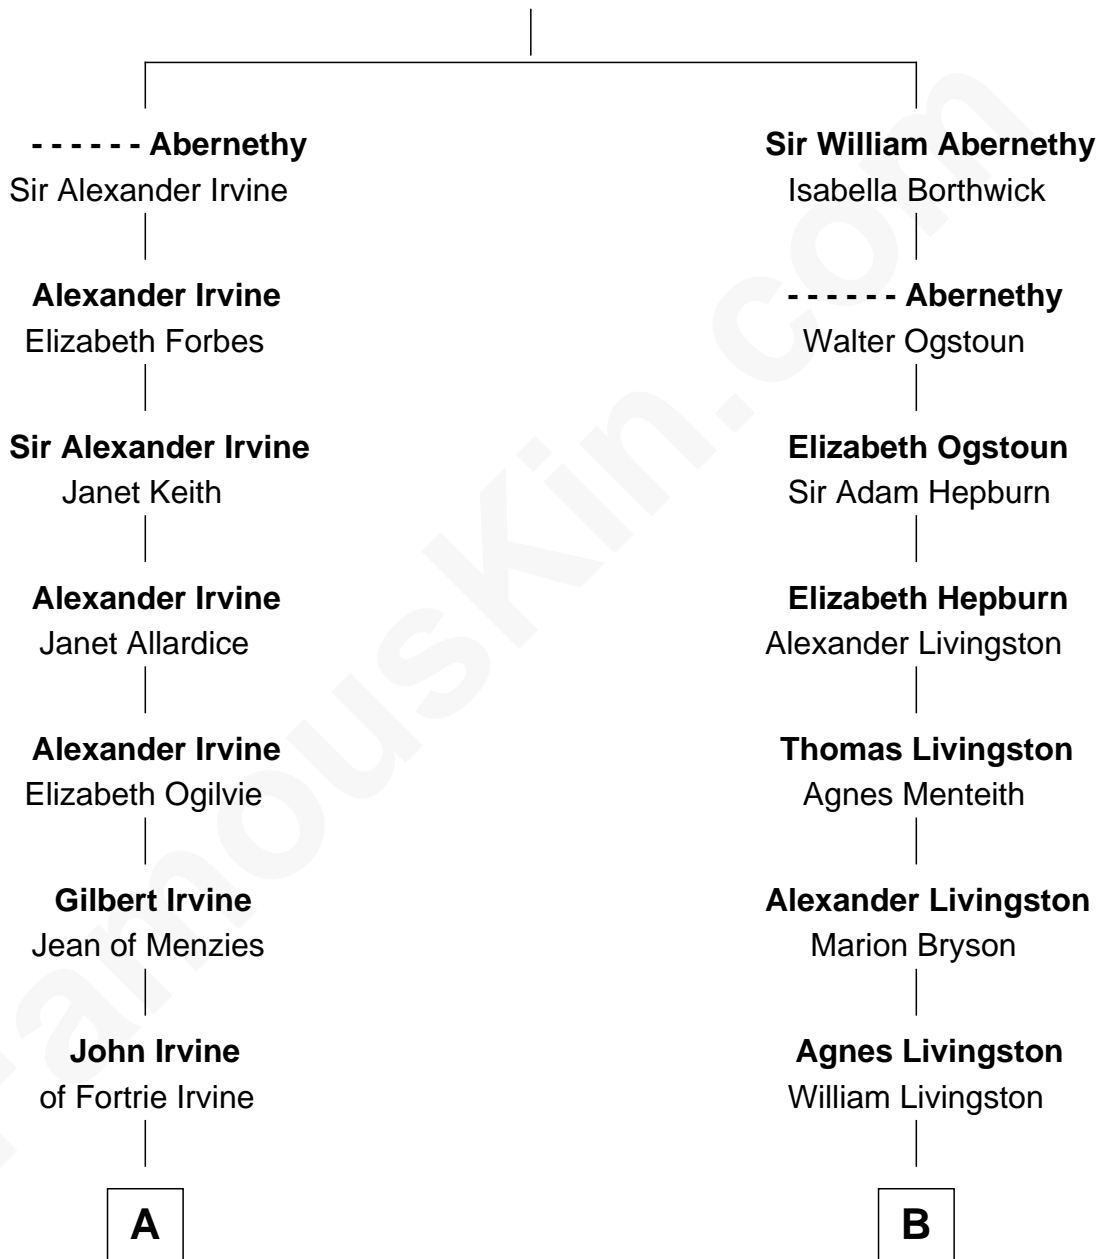 - - - - - - Abernethy
Sir Alexander Irvine
Alexander Irvine
Elizabeth Forbes
Sir Alexander Irvine
Janet Keith
Alexander Irvine
Janet Allardice
Alexander Irvine
Elizabeth Ogilvie
Gilbert Irvine
Jean of Menzies
John Irvine
of Fortrie Irvine
A
Sir William Abernethy
Isabella Borthwick
- - - - - - Abernethy
Walter Ogstoun
Elizabeth Ogstoun
Sir Adam Hepburn
Elizabeth Hepburn
Alexander Livingston
Thomas Livingston
Agnes Menteith
Alexander Livingston
Marion Bryson
Agnes Livingston
William Livingston
B
FamousKin.com